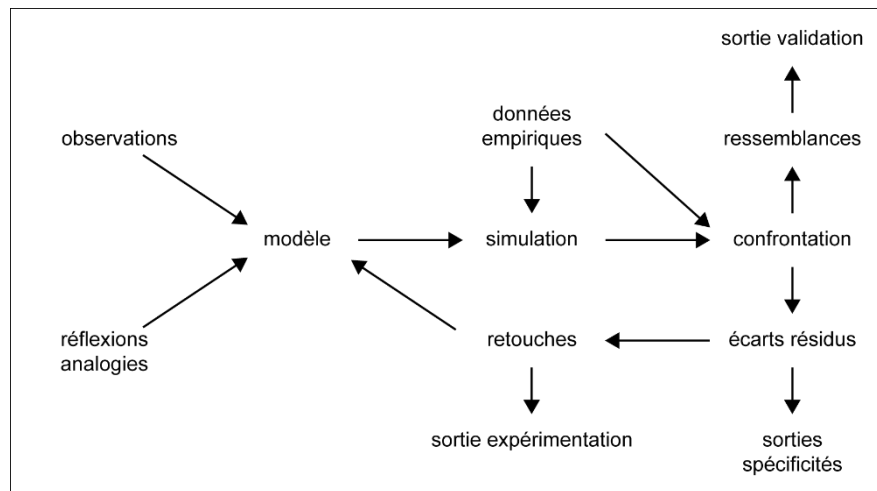 sortie validation
données
empiriques
observations
ressemblances
modèle
simulation
confrontation
réflexions
analogies
retouches
écarts résidus
sortie expérimentation
sorties
spécificités